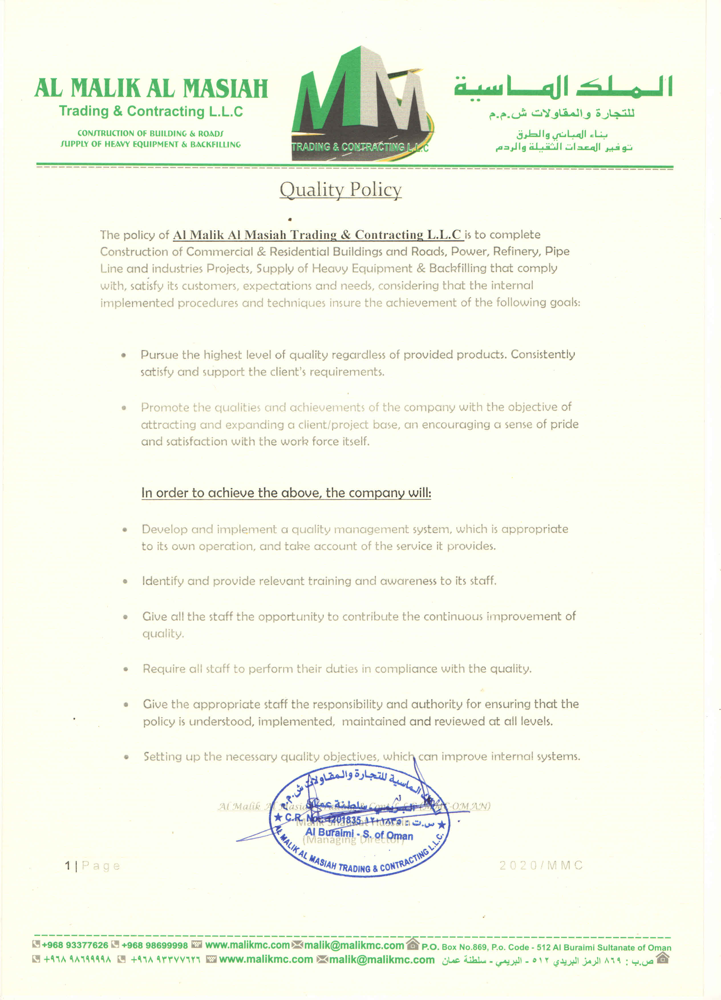 AL MALIK AL MASIAH
Trading & Contracting L.L.C
CONSTRUCTION OF BUILDING & ROADS
SUPPLY OF HEAVY EQUIPMENT & BACKFILLING
MM
TRADING & CONTRACTING L.L.C
الملك الماسية
للتجارة والمقاولات ش.م.م
بناء المباني والطرق
توفير المعدات الثقيلة والردم
Quality Policy
The policy of Al Malik Al Masiah Trading & Contracting L.L.C is to complete
Construction of Commercial & Residential Buildings and Roads, Power, Refinery, Pipe
Line and industries Projects, Supply of Heavy Equipment & Backfilling that comply
with, satisfy its customers, expectations and needs, considering that the internal
implemented procedures and techniques insure the achievement of the following goals:
• Pursue the highest level of quality regardless of provided products. Consistently
satisfy and support the client's requirements.
• Promote the qualities and achievements of the company with the objective of
attracting and expanding a client/project base, an encouraging a sense of pride
and satisfaction with the work force itself.
In order to achieve the above, the company will:
• Develop and implement a quality management system, which is appropriate
to its own operation, and take account of the service it provides.
• Identify and provide relevant training and awareness to its staff.
• Give all the staff the opportunity to contribute the continuous improvement of
quality.
• Require all staff to perform their duties in compliance with the quality.
• Give the appropriate staff the responsibility and authority for ensuring that the
policy is understood, implemented, maintained and reviewed at all levels.
• Setting up the necessary quality objectives, which can improve internal systems.
الملك الماسية للتجارة والمقاولات ش.م.م
Al Malik Al Masiah Trading & (MMC-OMAN)
البريمي سلطنة عمان
C.R. No.: 1201835 س.ت : ١٢٠١٨٣٥
Malik Shaukat Hussain
Al Buraimi - S. of Oman
(Managing Director)
AL MALIK AL MASIAH TRADING & CONTRACTING L.L.C.
1 | Page
2020/MMC
+968 93377626 +968 98699998 www.malikmc.com malik@malikmc.com P.O. Box No.869, P.o. Code - 512 Al Buraimi Sultanate of Oman
+٩٦٨ ٩٨٦٩٩٩٩٨ +٩٦٨ ٩٣٣٧٧٦٢٦ www.malikmc.com malik@malikmc.com ص.ب : ٨٦٩ الرمز البريدي ٥١٢ - البريمي - سلطنة عمان